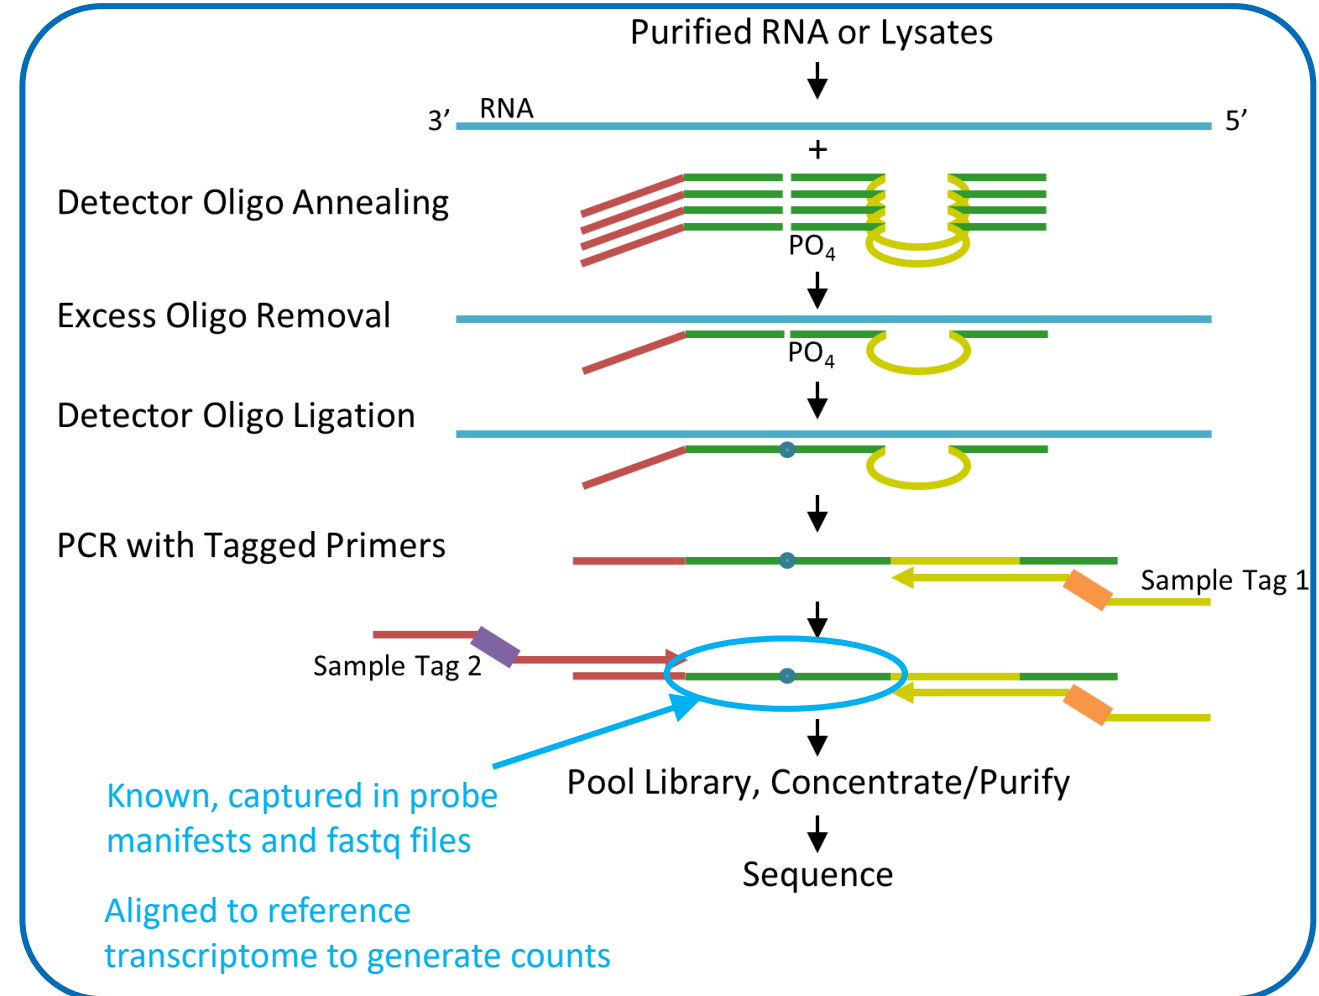 Purified RNA or Lysates
3’ RNA 5’
+
Detector Oligo Annealing
PO4
Excess Oligo Removal
PO4
Detector Oligo Ligation
PCR with Tagged Primers
Sample Tag 1
Sample Tag 2
Known, captured in probe
manifests and fastq files
Pool Library, Concentrate/Purify
Sequence
Aligned to reference
transcriptome to generate counts